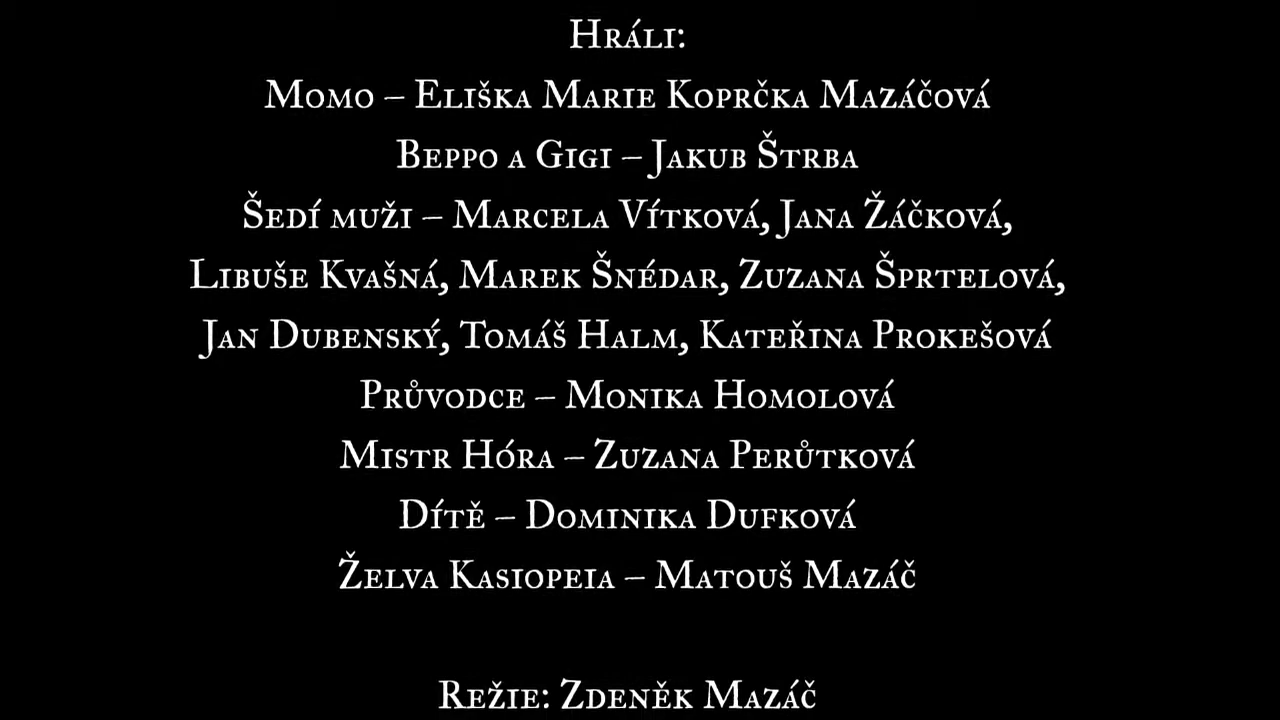 Hráli:
Momo – Eliška Marie Koprčka Mazáčová
Beppo a Gigi – Jakub Štrba
Šedí muži – Marcela Vítková, Jana Žáčková,
Libuše Kvašná, Marek Šnédar, Zuzana Šprtelová,
Jan Dubenský, Tomáš Halm, Kateřina Prokešová
Průvodce – Monika Homolová
Mistr Hóra – Zuzana Perůtková
Dítě – Dominika Dufková
Želva Kasiopeia – Matouš Mazáč
Režie: Zdeněk Mazáč